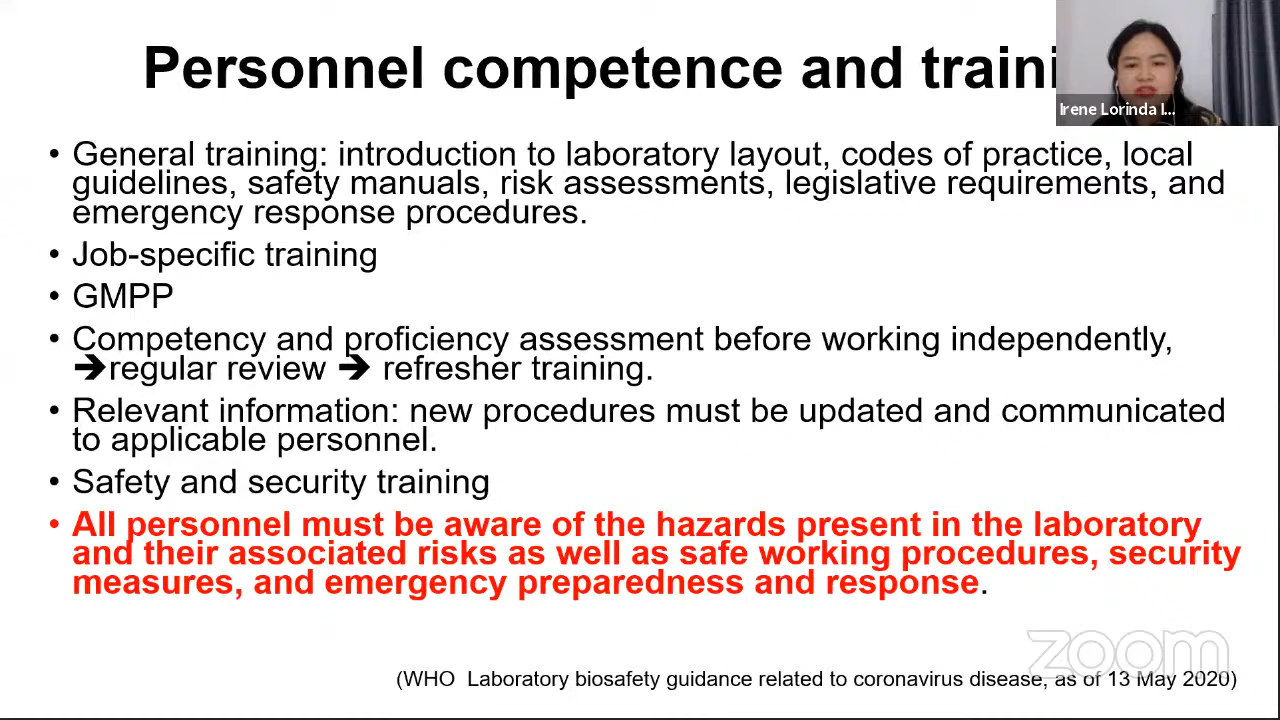 Personnel competence and traini
Irene Lorinda I...
• General training: introduction to laboratory layout, codes of practice, local
guidelines, safety manuals, risk assessments, legislative requirements, and
emergency response procedures.
• Job-specific training
• GMPP
• Competency and proficiency assessment before working independently,
➔regular review ➔ refresher training.
• Relevant information: new procedures must be updated and communicated
to applicable personnel.
• Safety and security training
• All personnel must be aware of the hazards present in the laboratory
and their associated risks as well as safe working procedures, security
measures, and emergency preparedness and response.
zoom
(WHO Laboratory biosafety guidance related to coronavirus disease, as of 13 May 2020)